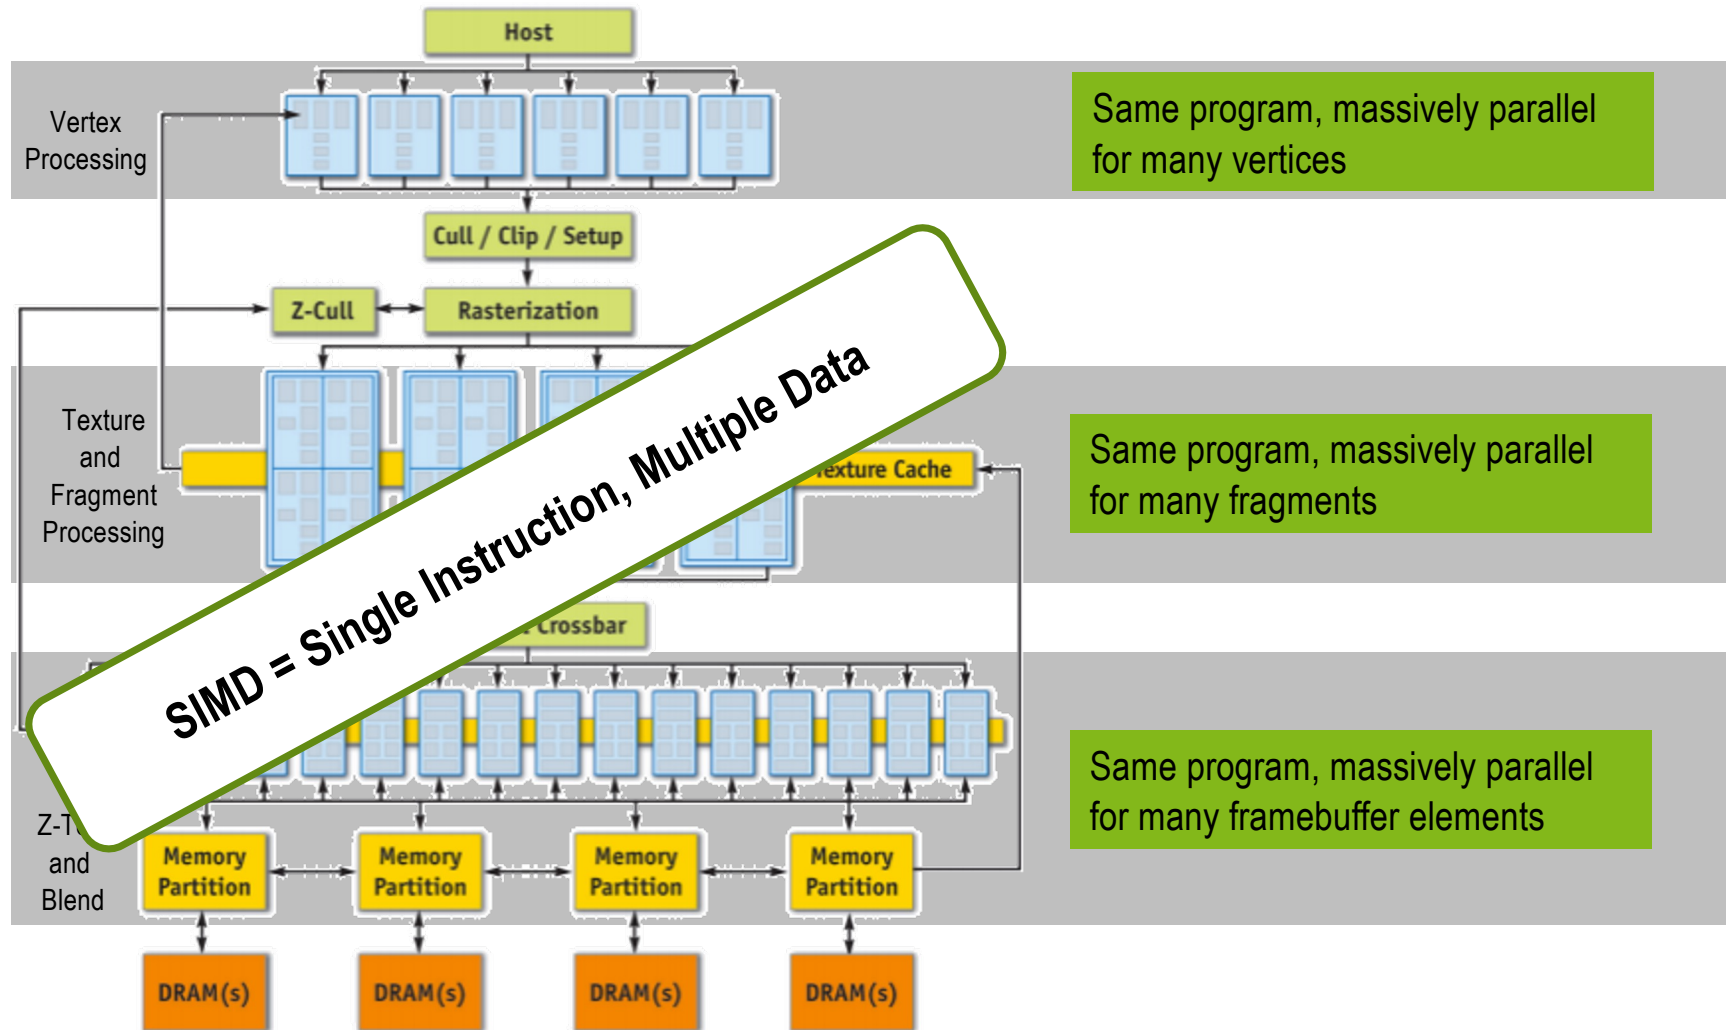 Host
Vertex
Processing
Same program, massively parallel
for many vertices
Cull / Clip / Setup
Z-Cull
Rasterization
SIMD = Single Instruction, Multiple Data
Texture
and
Fragment
Processing
Texture Cache
Same program, massively parallel
for many fragments
Crossbar
and
Blend
Same program, massively parallel
for many framebuffer elements
Memory
Partition
Memory
Partition
Memory
Partition
Memory
Partition
DRAM(s)
DRAM(s)
DRAM(s)
DRAM(s)